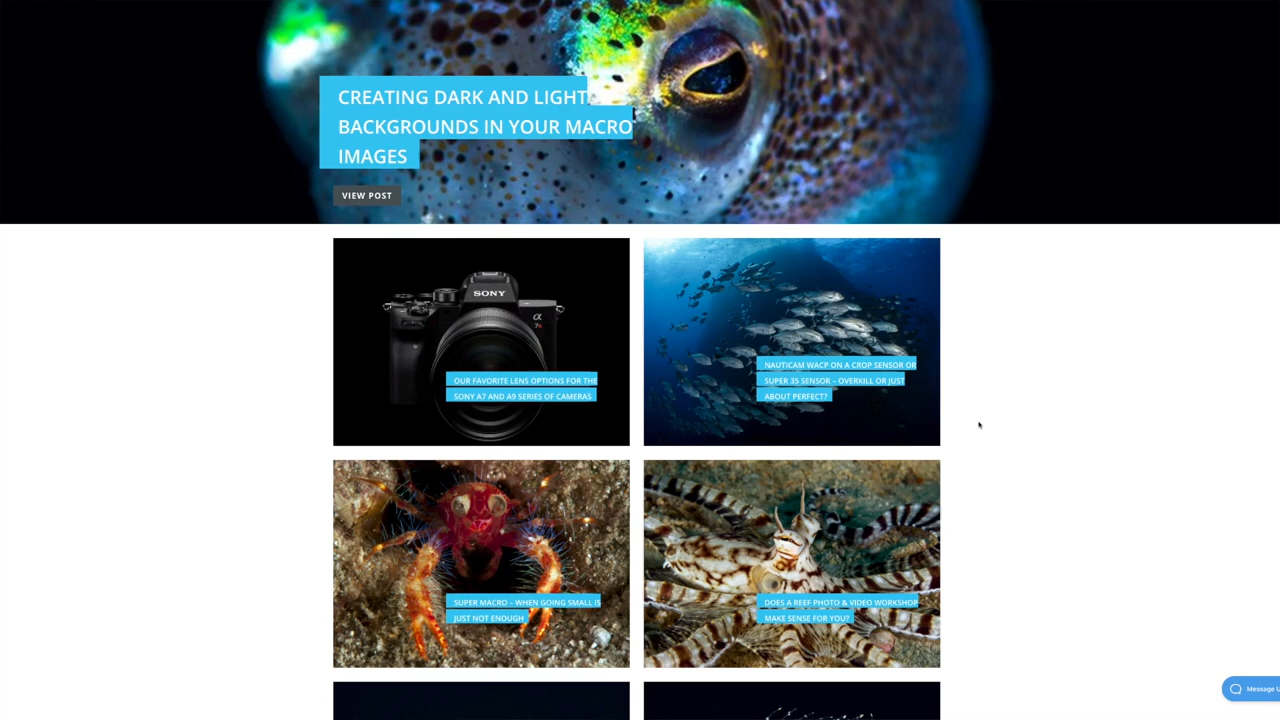 CREATING DARK AND LIGHT
BACKGROUNDS IN YOUR MACRO
IMAGES
VIEW POST
SONY
α
7R
OUR FAVORITE LENS OPTIONS FOR THE
SONY A7 AND A9 SERIES OF CAMERAS
NAUTICAM WACP ON A CROP SENSOR OR
SUPER 35 SENSOR – OVERKILL OR JUST
ABOUT PERFECT?
SUPER MACRO – WHEN GOING SMALL IS
JUST NOT ENOUGH
DOES A REEF PHOTO & VIDEO WORKSHOP
MAKE SENSE FOR YOU?
Message